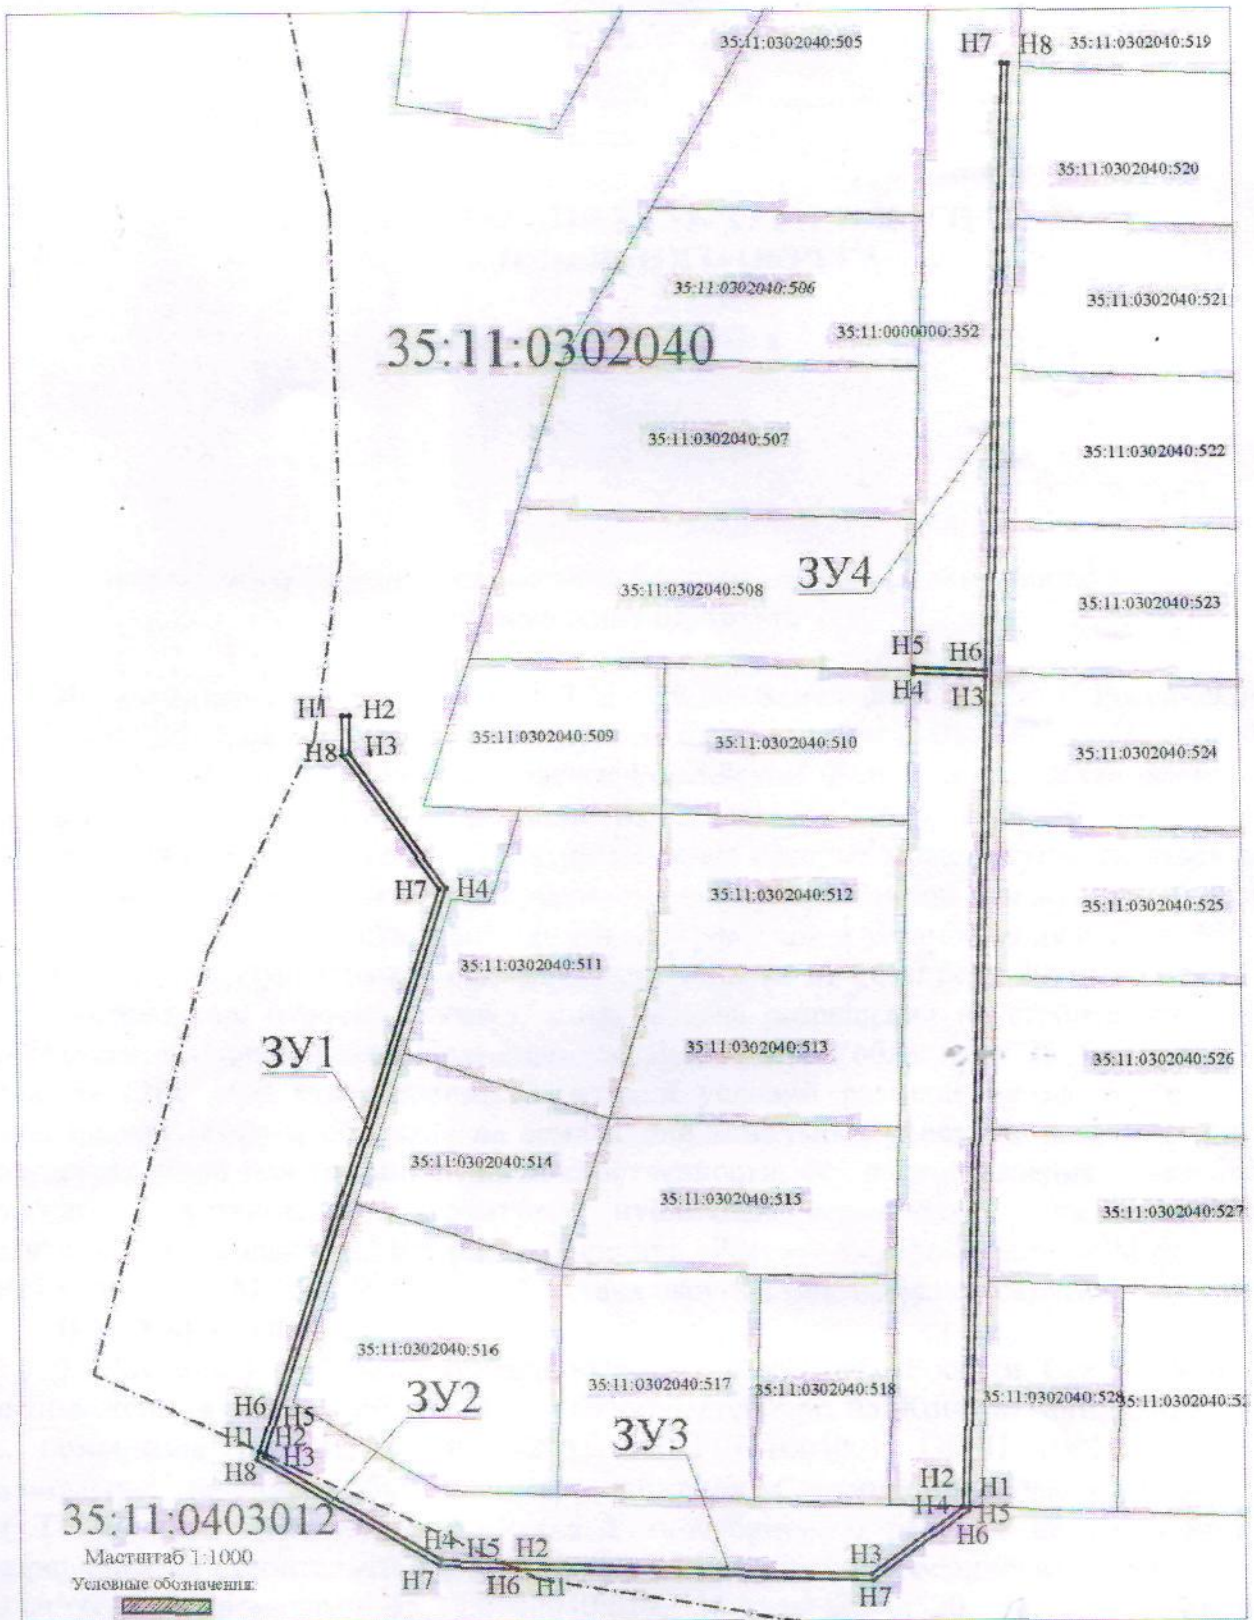 35:11:0302040:505
Н7 Н8 35:11:0302040:519
35:11:0302040:520
35:11:0302040:506
35:11:0302040:521
35:11:0000000:352
35:11:0302040
35:11:0302040:507
35:11:0302040:522
ЗУ4
35:11:0302040:508
35:11:0302040:523
Н5 Н6
Н4 Н3
Н1 Н2
Н8 Н3
35:11:0302040:509
35:11:0302040:510
35:11:0302040:524
Н7 Н4
35:11:0302040:512
35:11:0302040:525
35:11:0302040:511
ЗУ1
35:11:0302040:513
35:11:0302040:526
35:11:0302040:514
35:11:0302040:515
35:11:0302040:527
35:11:0302040:516
35:11:0302040:517
35:11:0302040:518
35:11:0302040:528
35:11:0302040:52
ЗУ2
ЗУ3
Н6 Н5
Н1 Н2
Н8 Н3
Н2 Н1
Н4 Н5
Н6
35:11:0403012
Н4 Н5 Н2
Н7 Н6 Н1
Н3
Н7
Масштаб 1:1000
Условные обозначения: